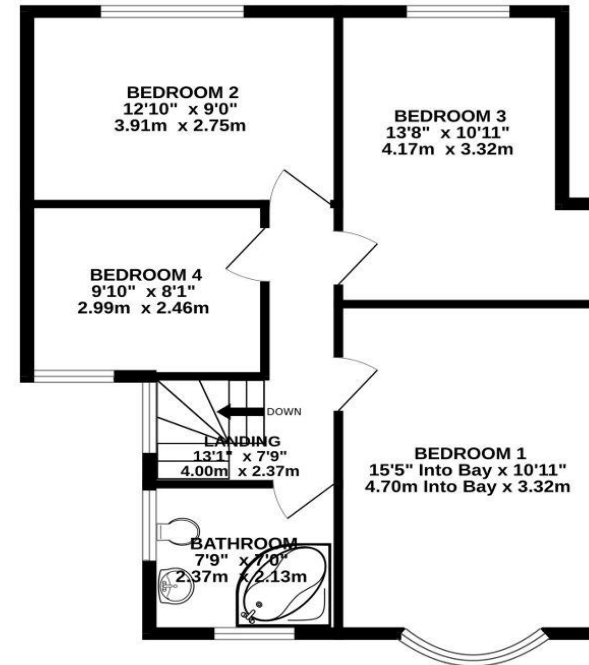 BEDROOM 2
12'10" x 9'0"
3.91m x 2.75m
BEDROOM 3
13'8" x 10'11"
4.17m x 3.32m
BEDROOM 4
9'10" x 8'1"
2.99m x 2.46m
DOWN
LANDING
13'1" x 7'9"
4.00m x 2.37m
BEDROOM 1
15'5" Into Bay x 10'11"
4.70m Into Bay x 3.32m
BATHROOM
7'9" x 7'0"
2.37m x 2.13m